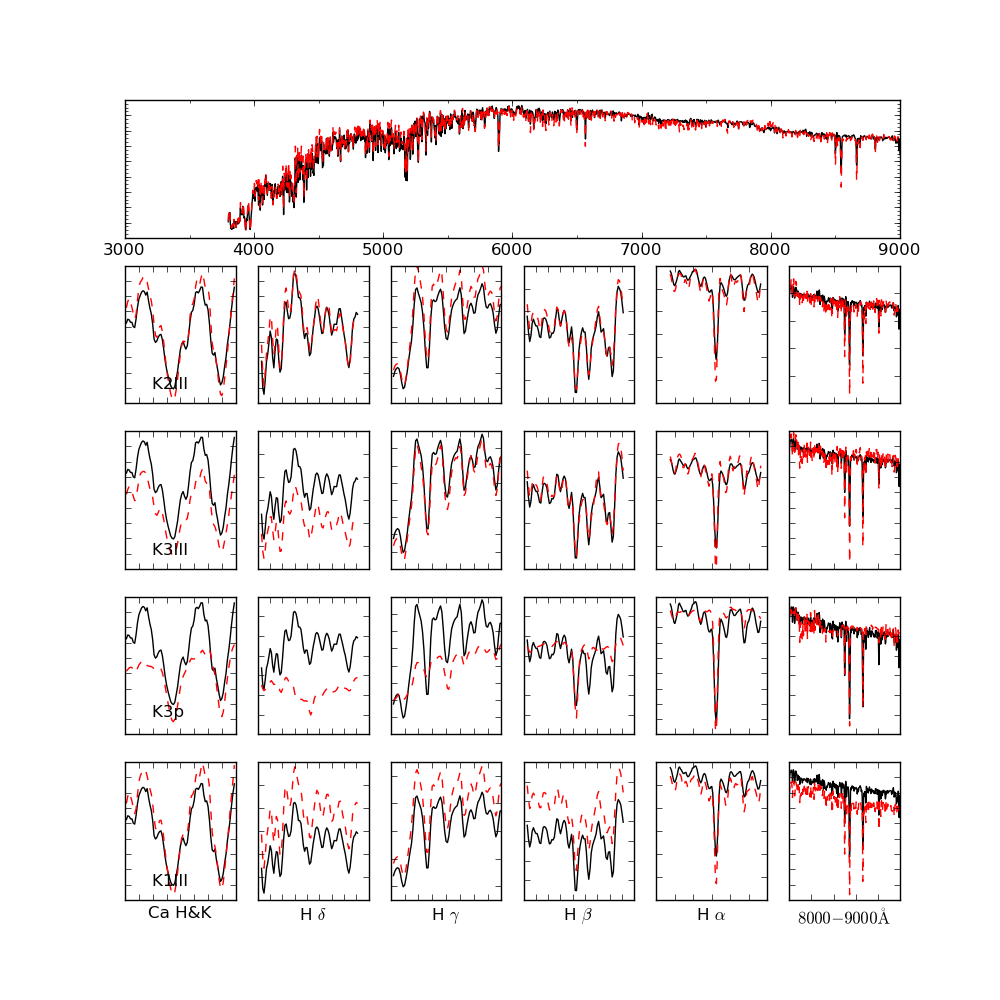 3000 4000 5000 6000 7000 8000 9000
K2III
K3III
K3p
K1III
Ca H&K H δ H γ H β H α 8000−9000Å